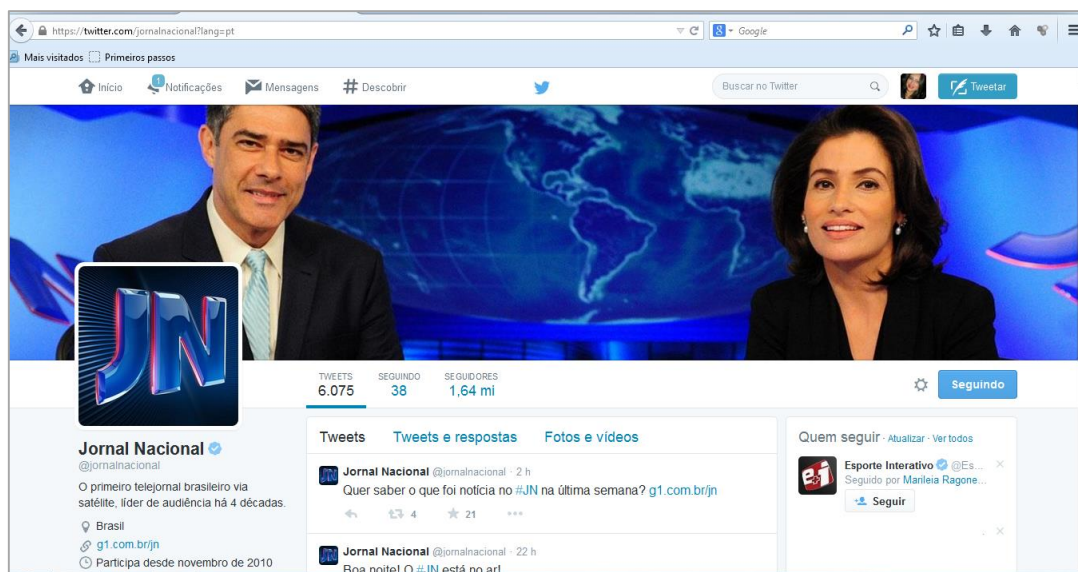 https://twitter.com/jornalnacional?lang=pt
8 - Google
Mais visitados Primeiros passos
Início
1
Notificações
Mensagens
# Descobrir
Buscar no Twitter
Tweetar
JN
TWEETS
6.075
SEGUINDO
38
SEGUIDORES
1,64 mi
Seguindo
Jornal Nacional
@jornalnacional
O primeiro telejornal brasileiro via
satélite, líder de audiência há 4 décadas.
Brasil
g1.com.br/jn
Participa desde novembro de 2010
Tweets Tweets e respostas Fotos e vídeos
JN
Jornal Nacional @jornalnacional · 2 h
Quer saber o que foi notícia no #JN na última semana? g1.com.br/jn
4 21
JN
Jornal Nacional @jornalnacional · 22 h
Boa noite! O #JN está no ar!
Quem seguir · Atualizar · Ver todos
e+i
Esporte Interativo @Es...
Seguido por Marileia Ragone...
Seguir